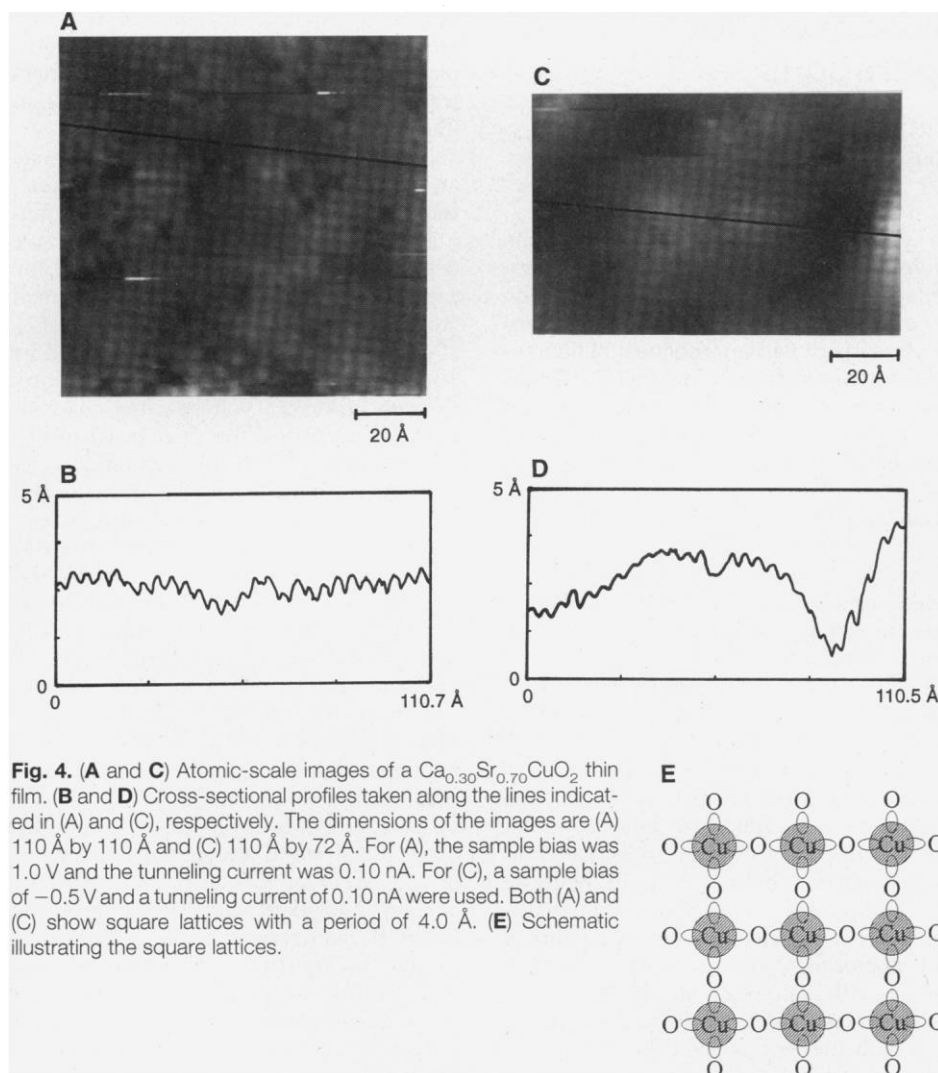 A
C
20 Å
20 Å
B
5 Å
0
0
110.7 Å
D
5 Å
0
0
110.5 Å
Fig. 4. (A and C) Atomic-scale images of a Ca0.30Sr0.70CuO2 thin
film. (B and D) Cross-sectional profiles taken along the lines indicat-
ed in (A) and (C), respectively. The dimensions of the images are (A)
110 Å by 110 Å and (C) 110 Å by 72 Å. For (A), the sample bias was
1.0 V and the tunneling current was 0.10 nA. For (C), a sample bias
of −0.5 V and a tunneling current of 0.10 nA were used. Both (A) and
(C) show square lattices with a period of 4.0 Å. (E) Schematic
illustrating the square lattices.
E
O O O
O Cu O Cu O Cu O
O O O
O Cu O Cu O Cu O
O O O
O Cu O Cu O Cu O
O O O